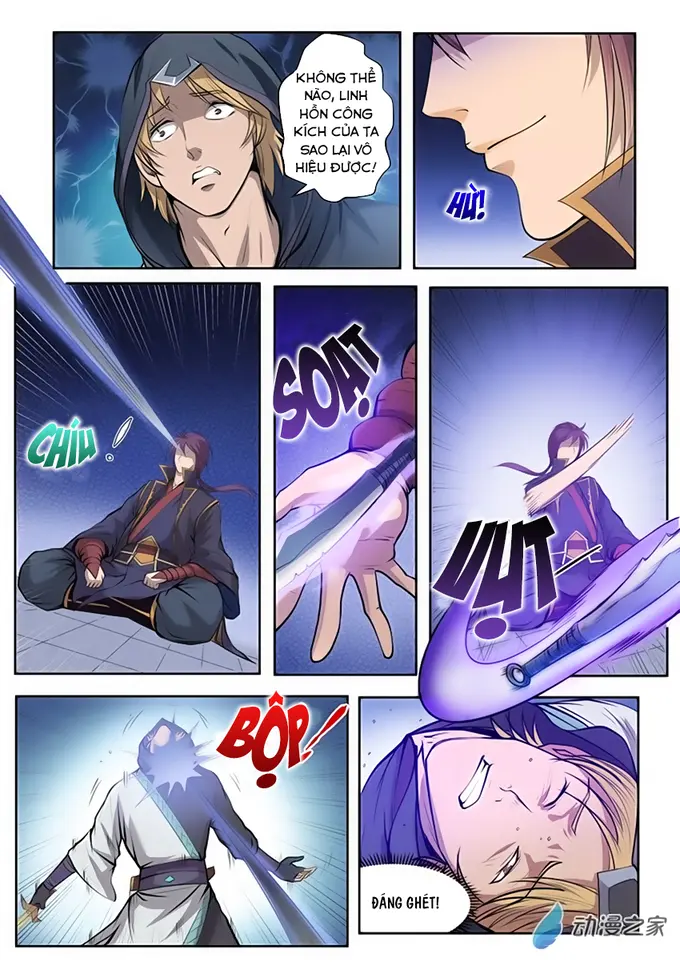 KHÔNG THỂ
NÀO, LINH
HỒN CÔNG
KÍCH CỦA TA
SAO LẠI VÔ
HIỆU ĐƯỢC!
HỪ!
CHÍU!
SOẠT
VỤT
BỘP!
ĐÁNG GHÉT!
动漫之家